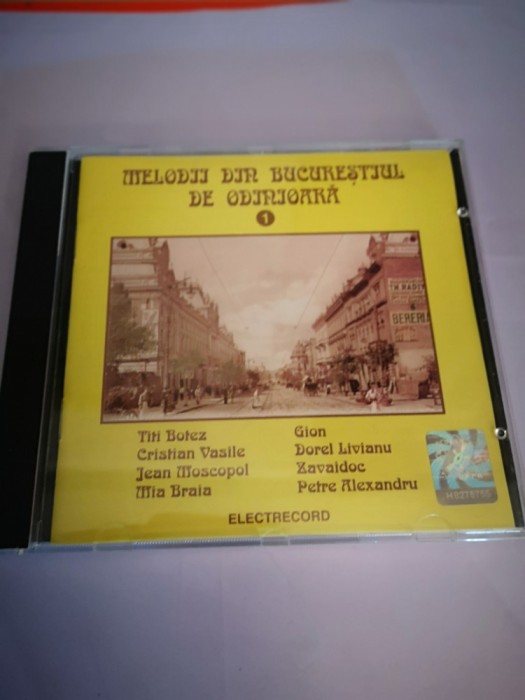 MELODII DIN BUCUREȘTIUL
DE ODINIOARĂ
1
BERERIA
Titi Botez
Cristian Vasile
Jean Moscopol
Mia Braia
Gion
Dorel Livianu
Zavaidoc
Petre Alexandru
ELECTRECORD